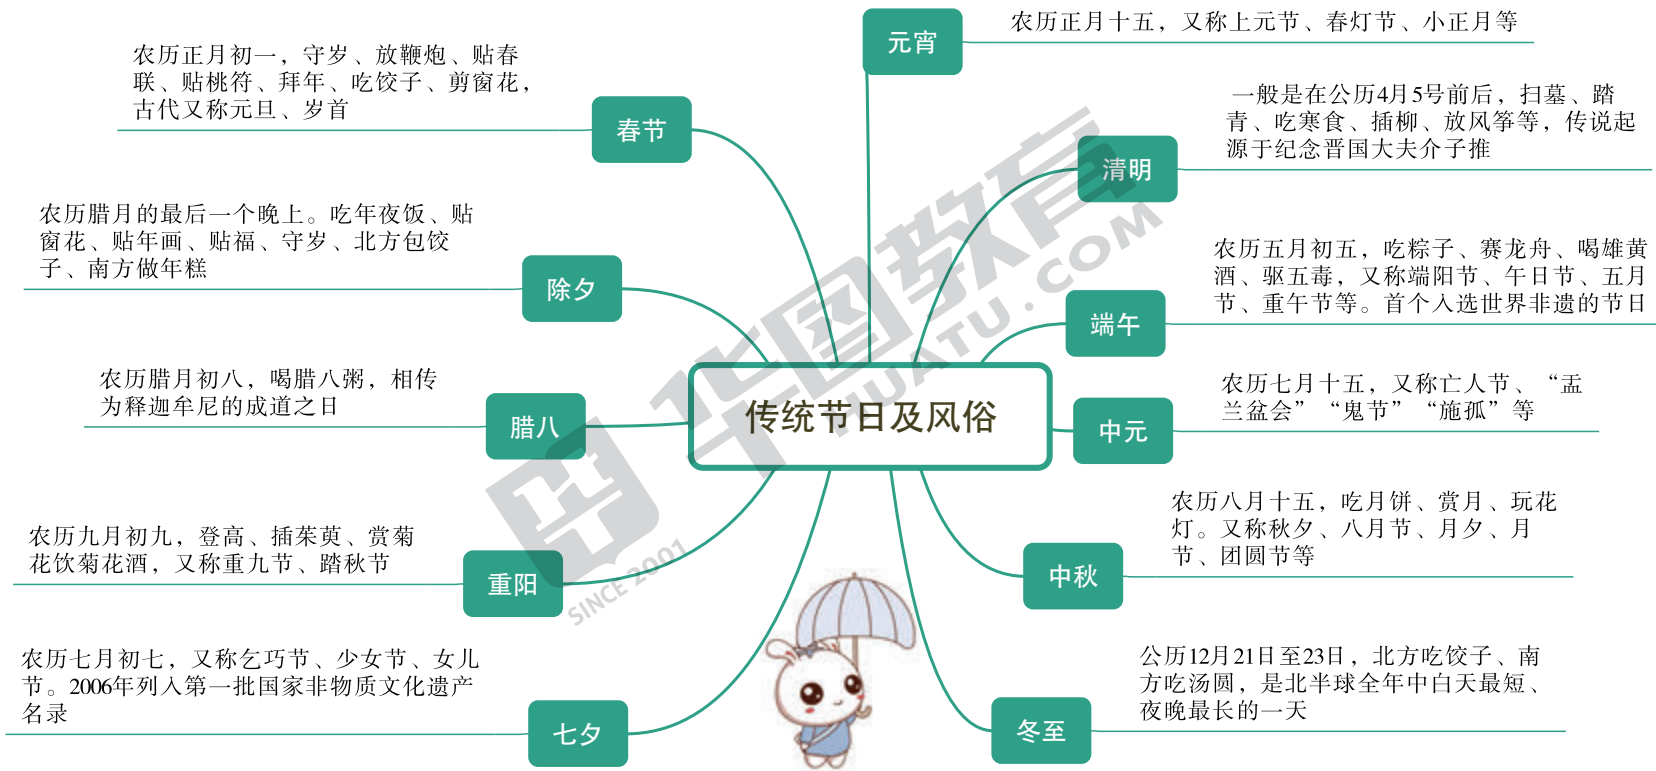 传统节日及风俗
春节
农历正月初一，守岁、放鞭炮、贴春
联、贴桃符、拜年、吃饺子、剪窗花，
古代又称元旦、岁首
除夕
农历腊月的最后一个晚上。吃年夜饭、贴
窗花、贴年画、贴福、守岁、北方包饺
子、南方做年糕
腊八
农历腊月初八，喝腊八粥，相传
为释迦牟尼的成道之日
重阳
农历九月初九，登高、插茱萸、赏菊
花饮菊花酒，又称重九节、踏秋节
七夕
农历七月初七，又称乞巧节、少女节、女儿
节。2006年列入第一批国家非物质文化遗产
名录
元宵
农历正月十五，又称上元节、春灯节、小正月等
清明
一般是在公历4月5号前后，扫墓、踏
青、吃寒食、插柳、放风筝等，传说起
源于纪念晋国大夫介子推
端午
农历五月初五，吃粽子、赛龙舟、喝雄黄
酒、驱五毒，又称端阳节、午日节、五月
节、重午节等。首个入选世界非遗的节日
中元
农历七月十五，又称亡人节、“盂
兰盆会”“鬼节”“施孤”等
中秋
农历八月十五，吃月饼、赏月、玩花
灯。又称秋夕、八月节、月夕、月
节、团圆节等
冬至
公历12月21日至23日，北方吃饺子、南
方吃汤圆，是北半球全年中白天最短、
夜晚最长的一天
华图教育
HUATU.COM
SINCE 2001